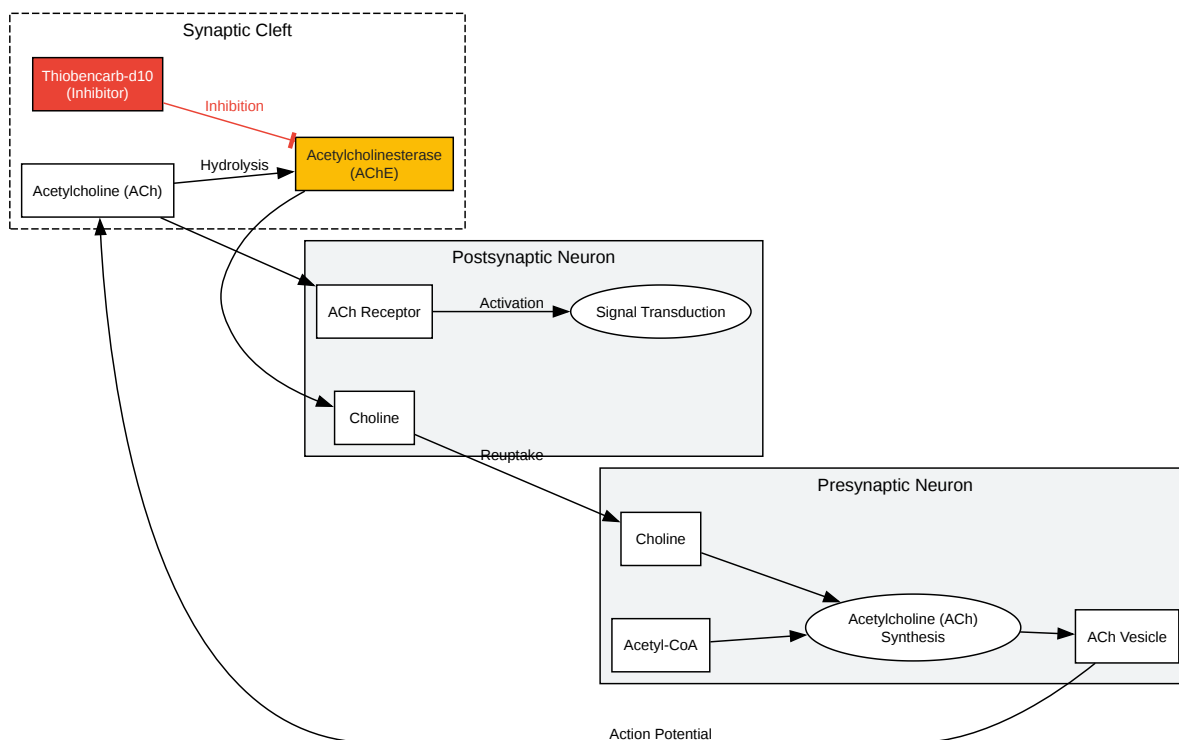 Synaptic Cleft
Thiobencarb-d10
(Inhibitor)
Inhibition
Acetylcholinesterase
(AChE)
Hydrolysis
Acetylcholine (ACh)
Postsynaptic Neuron
ACh Receptor
Activation
Signal Transduction
Choline
Reuptake
Presynaptic Neuron
Choline
Acetylcholine (ACh)
Synthesis
Acetyl-CoA
ACh Vesicle
Action Potential